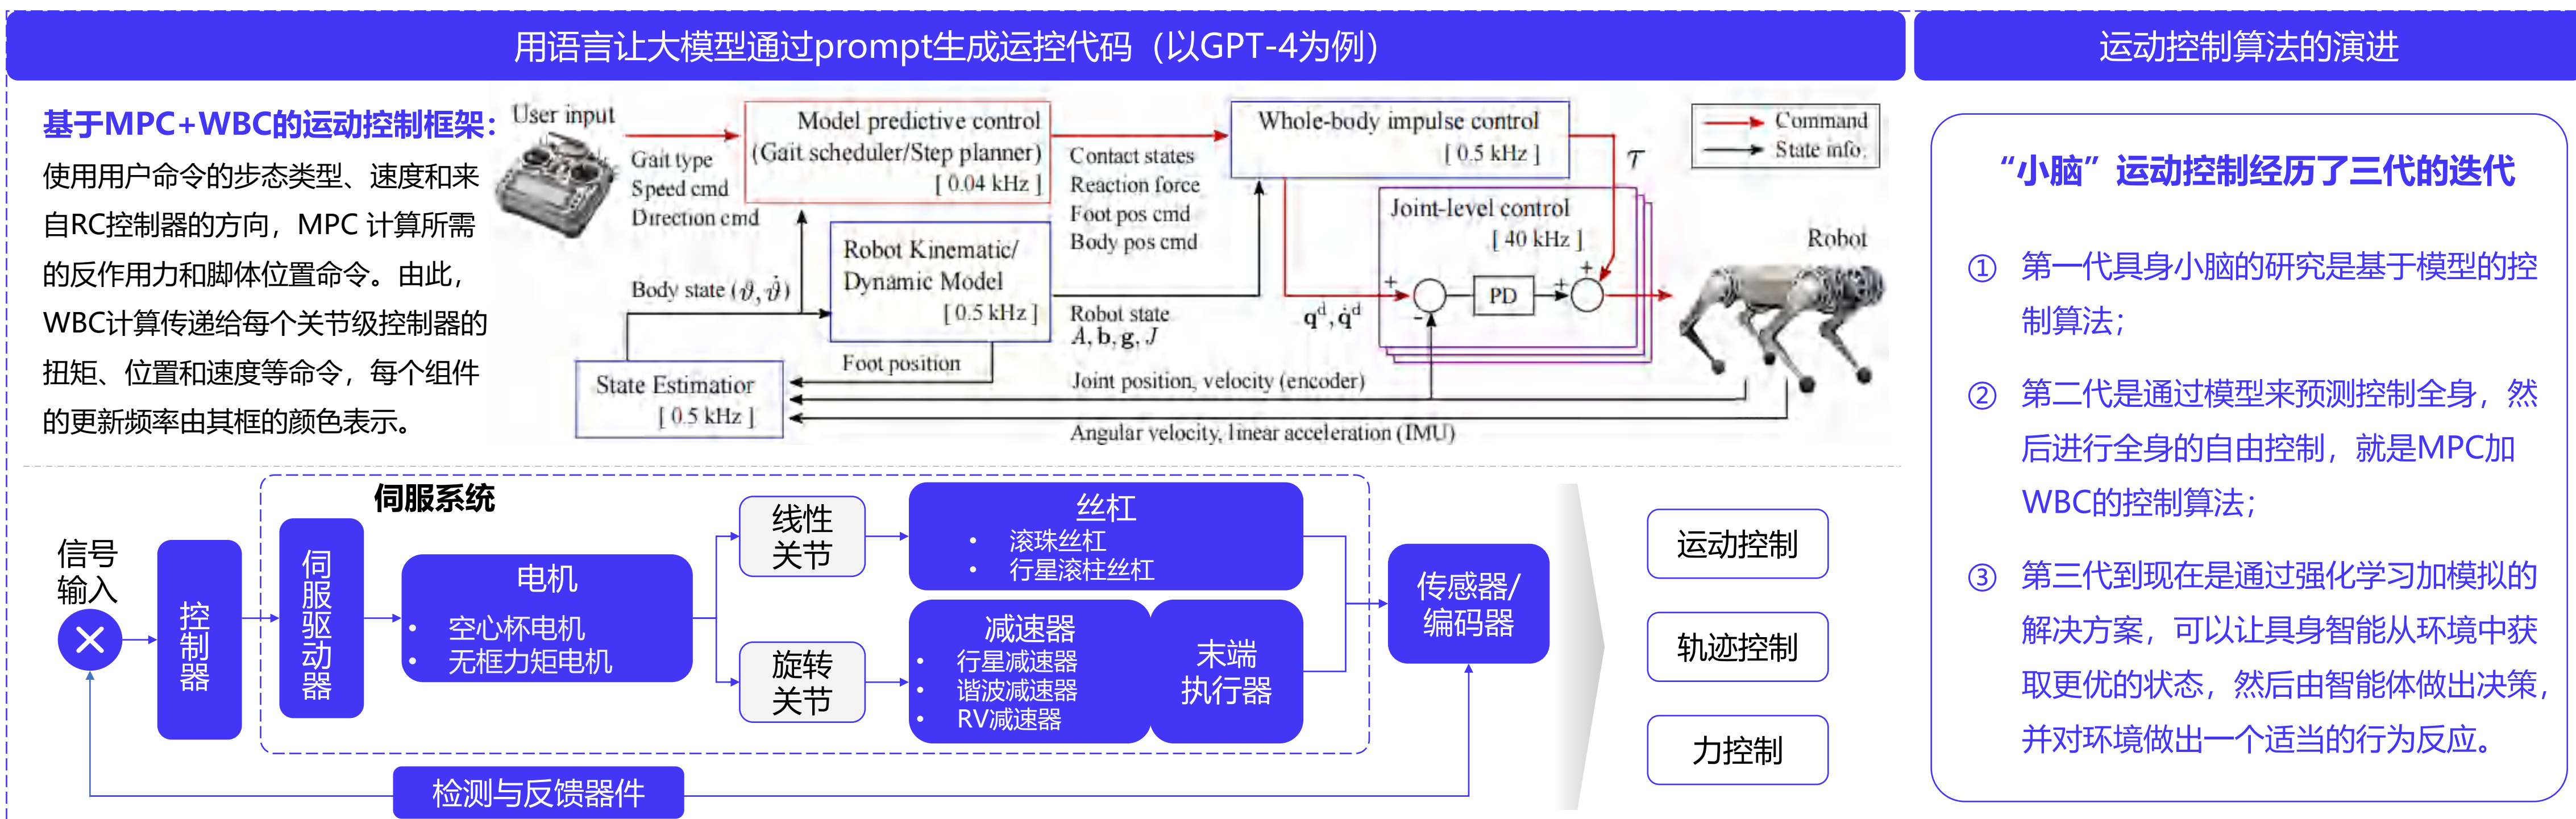 用语言让大模型通过prompt生成运控代码（以GPT-4为例）
基于MPC+WBC的运动控制框架：
使用用户命令的步态类型、速度和来
自RC控制器的方向，MPC 计算所需
的反作用力和脚体位置命令。由此，
WBC计算传递给每个关节级控制器的
扭矩、位置和速度等命令，每个组件
的更新频率由其框的颜色表示。
User input
Gait type
Speed cmd
Direction cmd
Model predictive control
(Gait scheduler/Step planner)
[ 0.04 kHz ]
Contact states
Reaction force
Foot pos cmd
Body pos cmd
Whole-body impulse control
[ 0.5 kHz ]
τ
Command
State info.
Joint-level control
[ 40 kHz ]
+
-
PD
+
+
q^d, q̇^d
Robot
Robot Kinematic/
Dynamic Model
[ 0.5 kHz ]
Body state (ϑ, ϑ̇)
Robot state
A, b, g, J
Foot position
State Estimatior
[ 0.5 kHz ]
Joint position, velocity (encoder)
Angular velocity, linear acceleration (IMU)
伺服系统
信号
输入
控制器
伺服驱动器
电机
• 空心杯电机
• 无框力矩电机
线性
关节
旋转
关节
丝杠
• 滚珠丝杠
• 行星滚柱丝杠
减速器
• 行星减速器
• 谐波减速器
• RV减速器
末端
执行器
传感器/
编码器
检测与反馈器件
运动控制
轨迹控制
力控制
运动控制算法的演进
“小脑”运动控制经历了三代的迭代
① 第一代具身小脑的研究是基于模型的控
制算法；
② 第二代是通过模型来预测控制全身，然
后进行全身的自由控制，就是MPC加
WBC的控制算法；
③ 第三代到现在是通过强化学习加模拟的
解决方案，可以让具身智能从环境中获
取更优的状态，然后由智能体做出决策，
并对环境做出一个适当的行为反应。